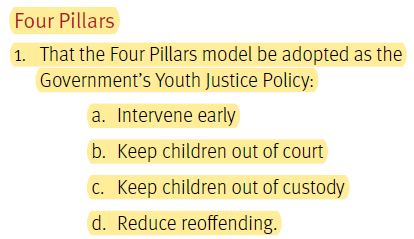 Four Pillars
1. That the Four Pillars model be adopted as the
Government’s Youth Justice Policy:
a. Intervene early
b. Keep children out of court
c. Keep children out of custody
d. Reduce reoffending.